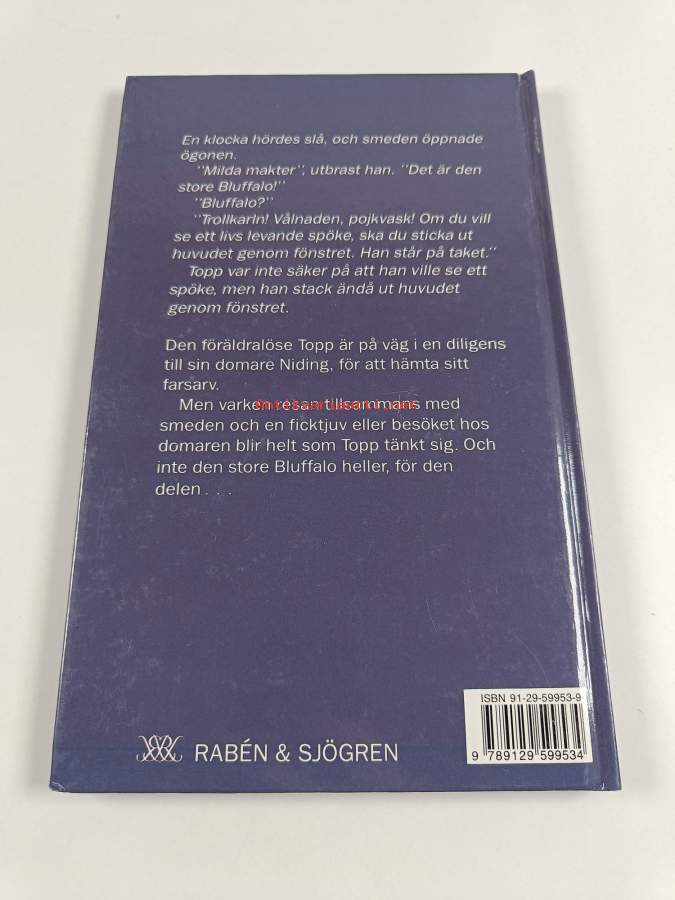 En klocka hördes slå, och smeden öppnade
ögonen.
"Milda makter", utbrast han. "Det är den
store Bluffalo!"
"Bluffalo?"
"Trollkarln! Vålnaden, pojkvask! Om du vill
se ett livs levande spöke, ska du sticka ut
huvudet genom fönstret. Han står på taket."
Topp var inte säker på att han ville se ett
spöke, men han stack ändå ut huvudet
genom fönstret.
Den föräldralöse Topp är på väg i en diligens
till sin domare Niding, för att hämta sitt
farsarv.
Men varken resan tillsammans med
smeden och en ficktjuv eller besöket hos
domaren blir helt som Topp tänkt sig. Och
inte den store Bluffalo heller, för den
delen . . .
ISBN 91-29-59953-9
9 789129 599534
RABÉN & SJÖGREN